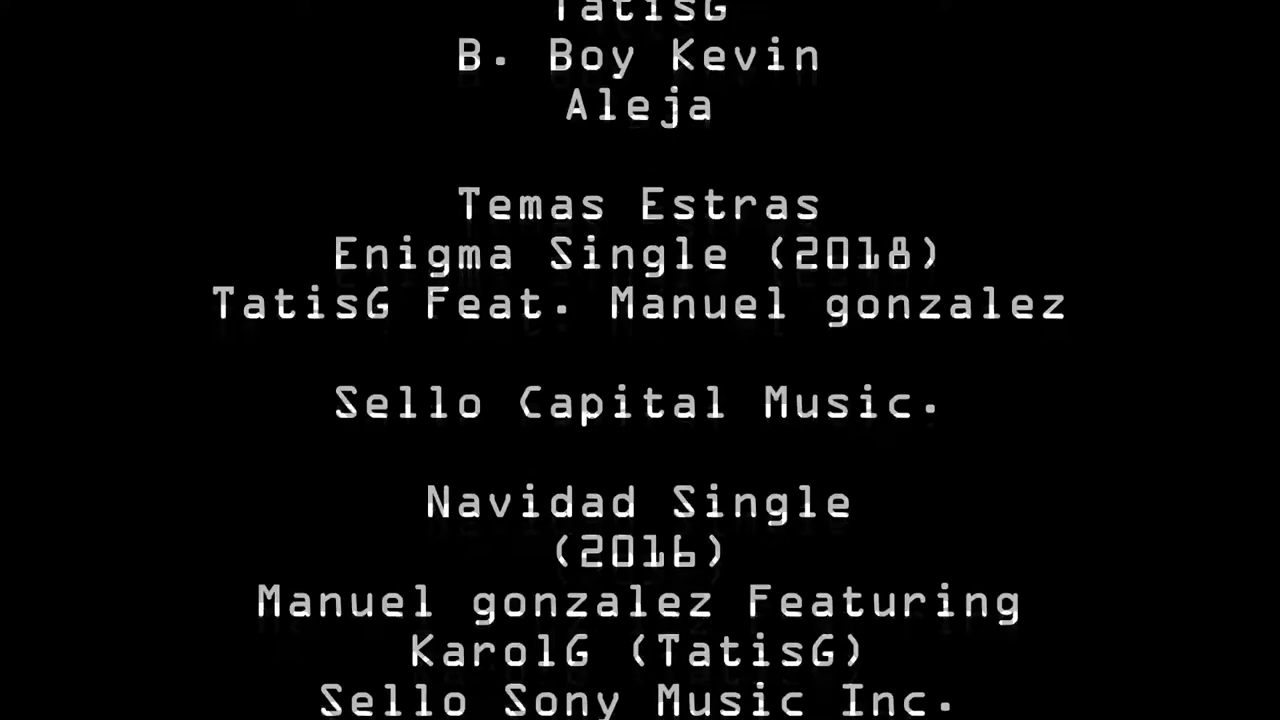 TatisG
B. Boy Kevin
Aleja
Temas Estras
Enigma Single (2018)
TatisG Feat. Manuel gonzalez
Sello Capital Music.
Navidad Single
(2016)
Manuel gonzalez Featuring
KarolG (TatisG)
Sello Sony Music Inc.